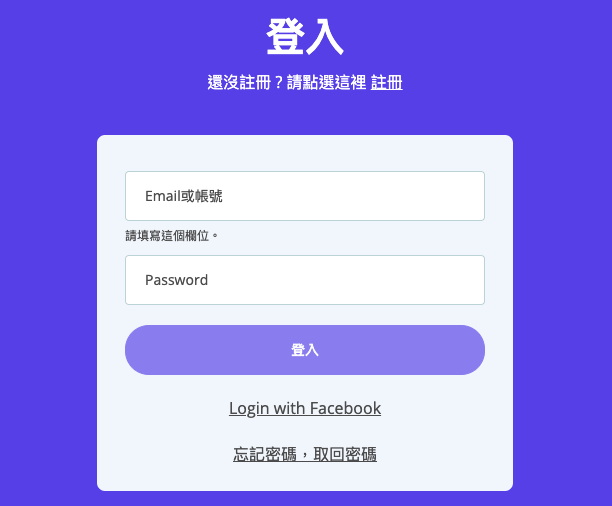 登入
還沒註冊？請點選這裡 註冊
Email或帳號
請填寫這個欄位。
Password
登入
Login with Facebook
忘記密碼，取回密碼